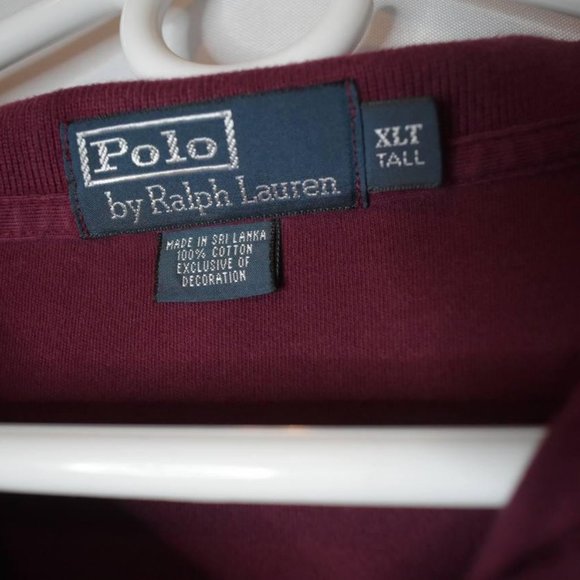 Polo
by Ralph Lauren
XLT
TALL
MADE IN SRI LANKA
100% COTTON
EXCLUSIVE OF
DECORATION